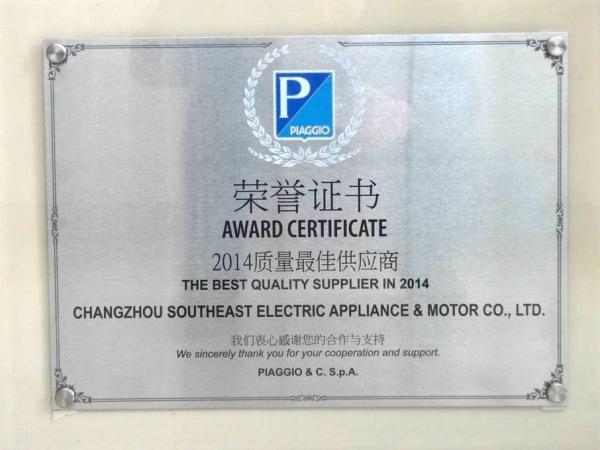 P
PIAGGIO
荣誉证书
AWARD CERTIFICATE
2014质量最佳供应商
THE BEST QUALITY SUPPLIER IN 2014
CHANGZHOU SOUTHEAST ELECTRIC APPLIANCE & MOTOR CO., LTD.
我们衷心感谢您的合作与支持
We sincerely thank you for your cooperation and support.
PIAGGIO & C. S.p.A.